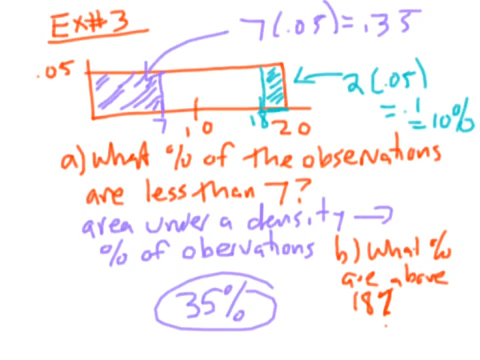 Ex#3
7(.05)=.35
.05
7
10
18
20
2(.05)
=.1
=10%
a) What % of the observations
are less than 7?
area under a density →
% of obervations
35%
b) What %
are above
18?